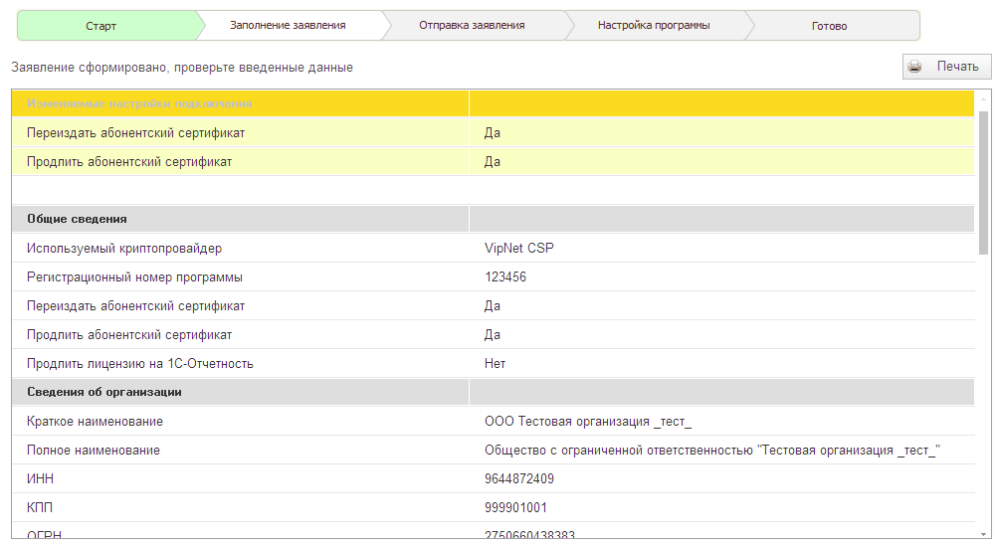 Старт
Заполнение заявления
Отправка заявления
Настройка программы
Готово
Заявление сформировано, проверьте введенные данные
Печать
Изменяемые настройки подключения
Переиздать абонентский сертификат Да
Продлить абонентский сертификат Да
Общие сведения
Используемый криптопровайдер VipNet CSP
Регистрационный номер программы 123456
Переиздать абонентский сертификат Да
Продлить абонентский сертификат Да
Продлить лицензию на 1С-Отчетность Нет
Сведения об организации
Краткое наименование ООО Тестовая организация _тест_
Полное наименование Общество с ограниченной ответственностью "Тестовая организация _тест_"
ИНН 9644872409
КПП 999901001
ОГРН 2750660438383